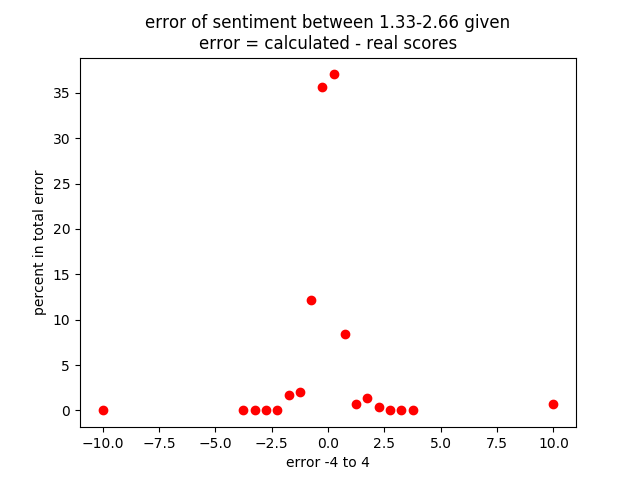 error of sentiment between 1.33-2.66 given
error = calculated - real scores
percent in total error
35
30
25
20
15
10
5
0
−10.0 −7.5 −5.0 −2.5 0.0 2.5 5.0 7.5 10.0
error -4 to 4